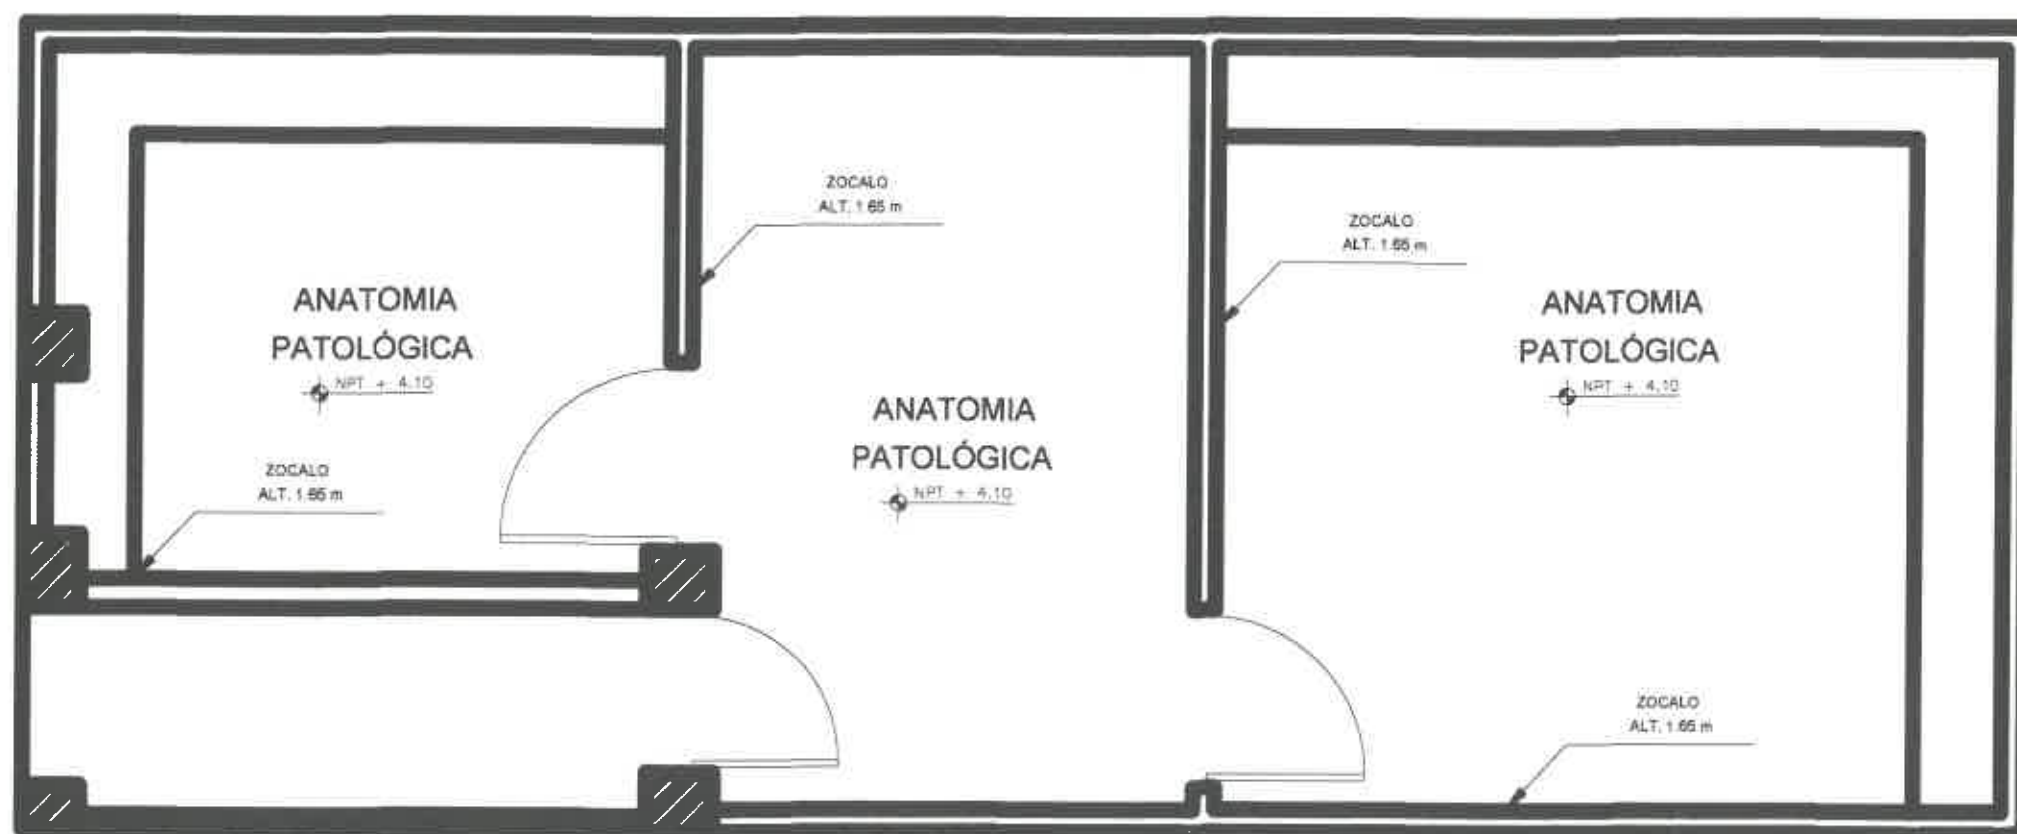 ZOCALO
ALT. 1.65 m
ZOCALO
ALT. 1.65 m
ANATOMIA
PATOLÓGICA
NPT + 4.10
ANATOMIA
PATOLÓGICA
NPT + 4.10
ANATOMIA
PATOLÓGICA
NPT + 4.10
ZOCALO
ALT. 1.65 m
ZOCALO
ALT. 1.65 m